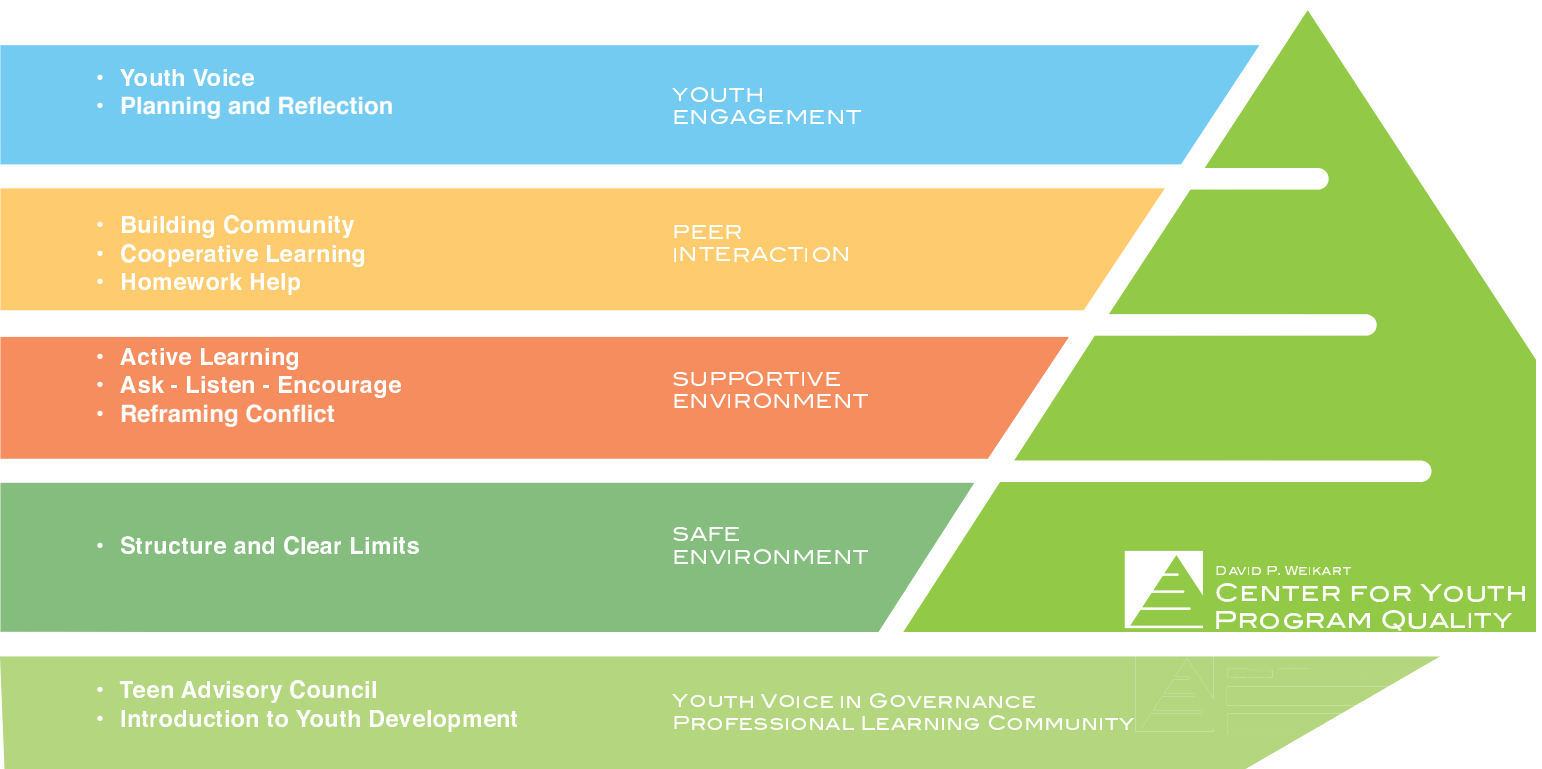 • Youth Voice
• Planning and Reflection
YOUTH
ENGAGEMENT
• Building Community
• Cooperative Learning
• Homework Help
PEER
INTERACTION
• Active Learning
• Ask - Listen - Encourage
• Reframing Conflict
SUPPORTIVE
ENVIRONMENT
• Structure and Clear Limits
SAFE
ENVIRONMENT
DAVID P. WEIKART
CENTER FOR YOUTH
PROGRAM QUALITY
• Teen Advisory Council
• Introduction to Youth Development
YOUTH VOICE IN GOVERNANCE
PROFESSIONAL LEARNING COMMUNITY